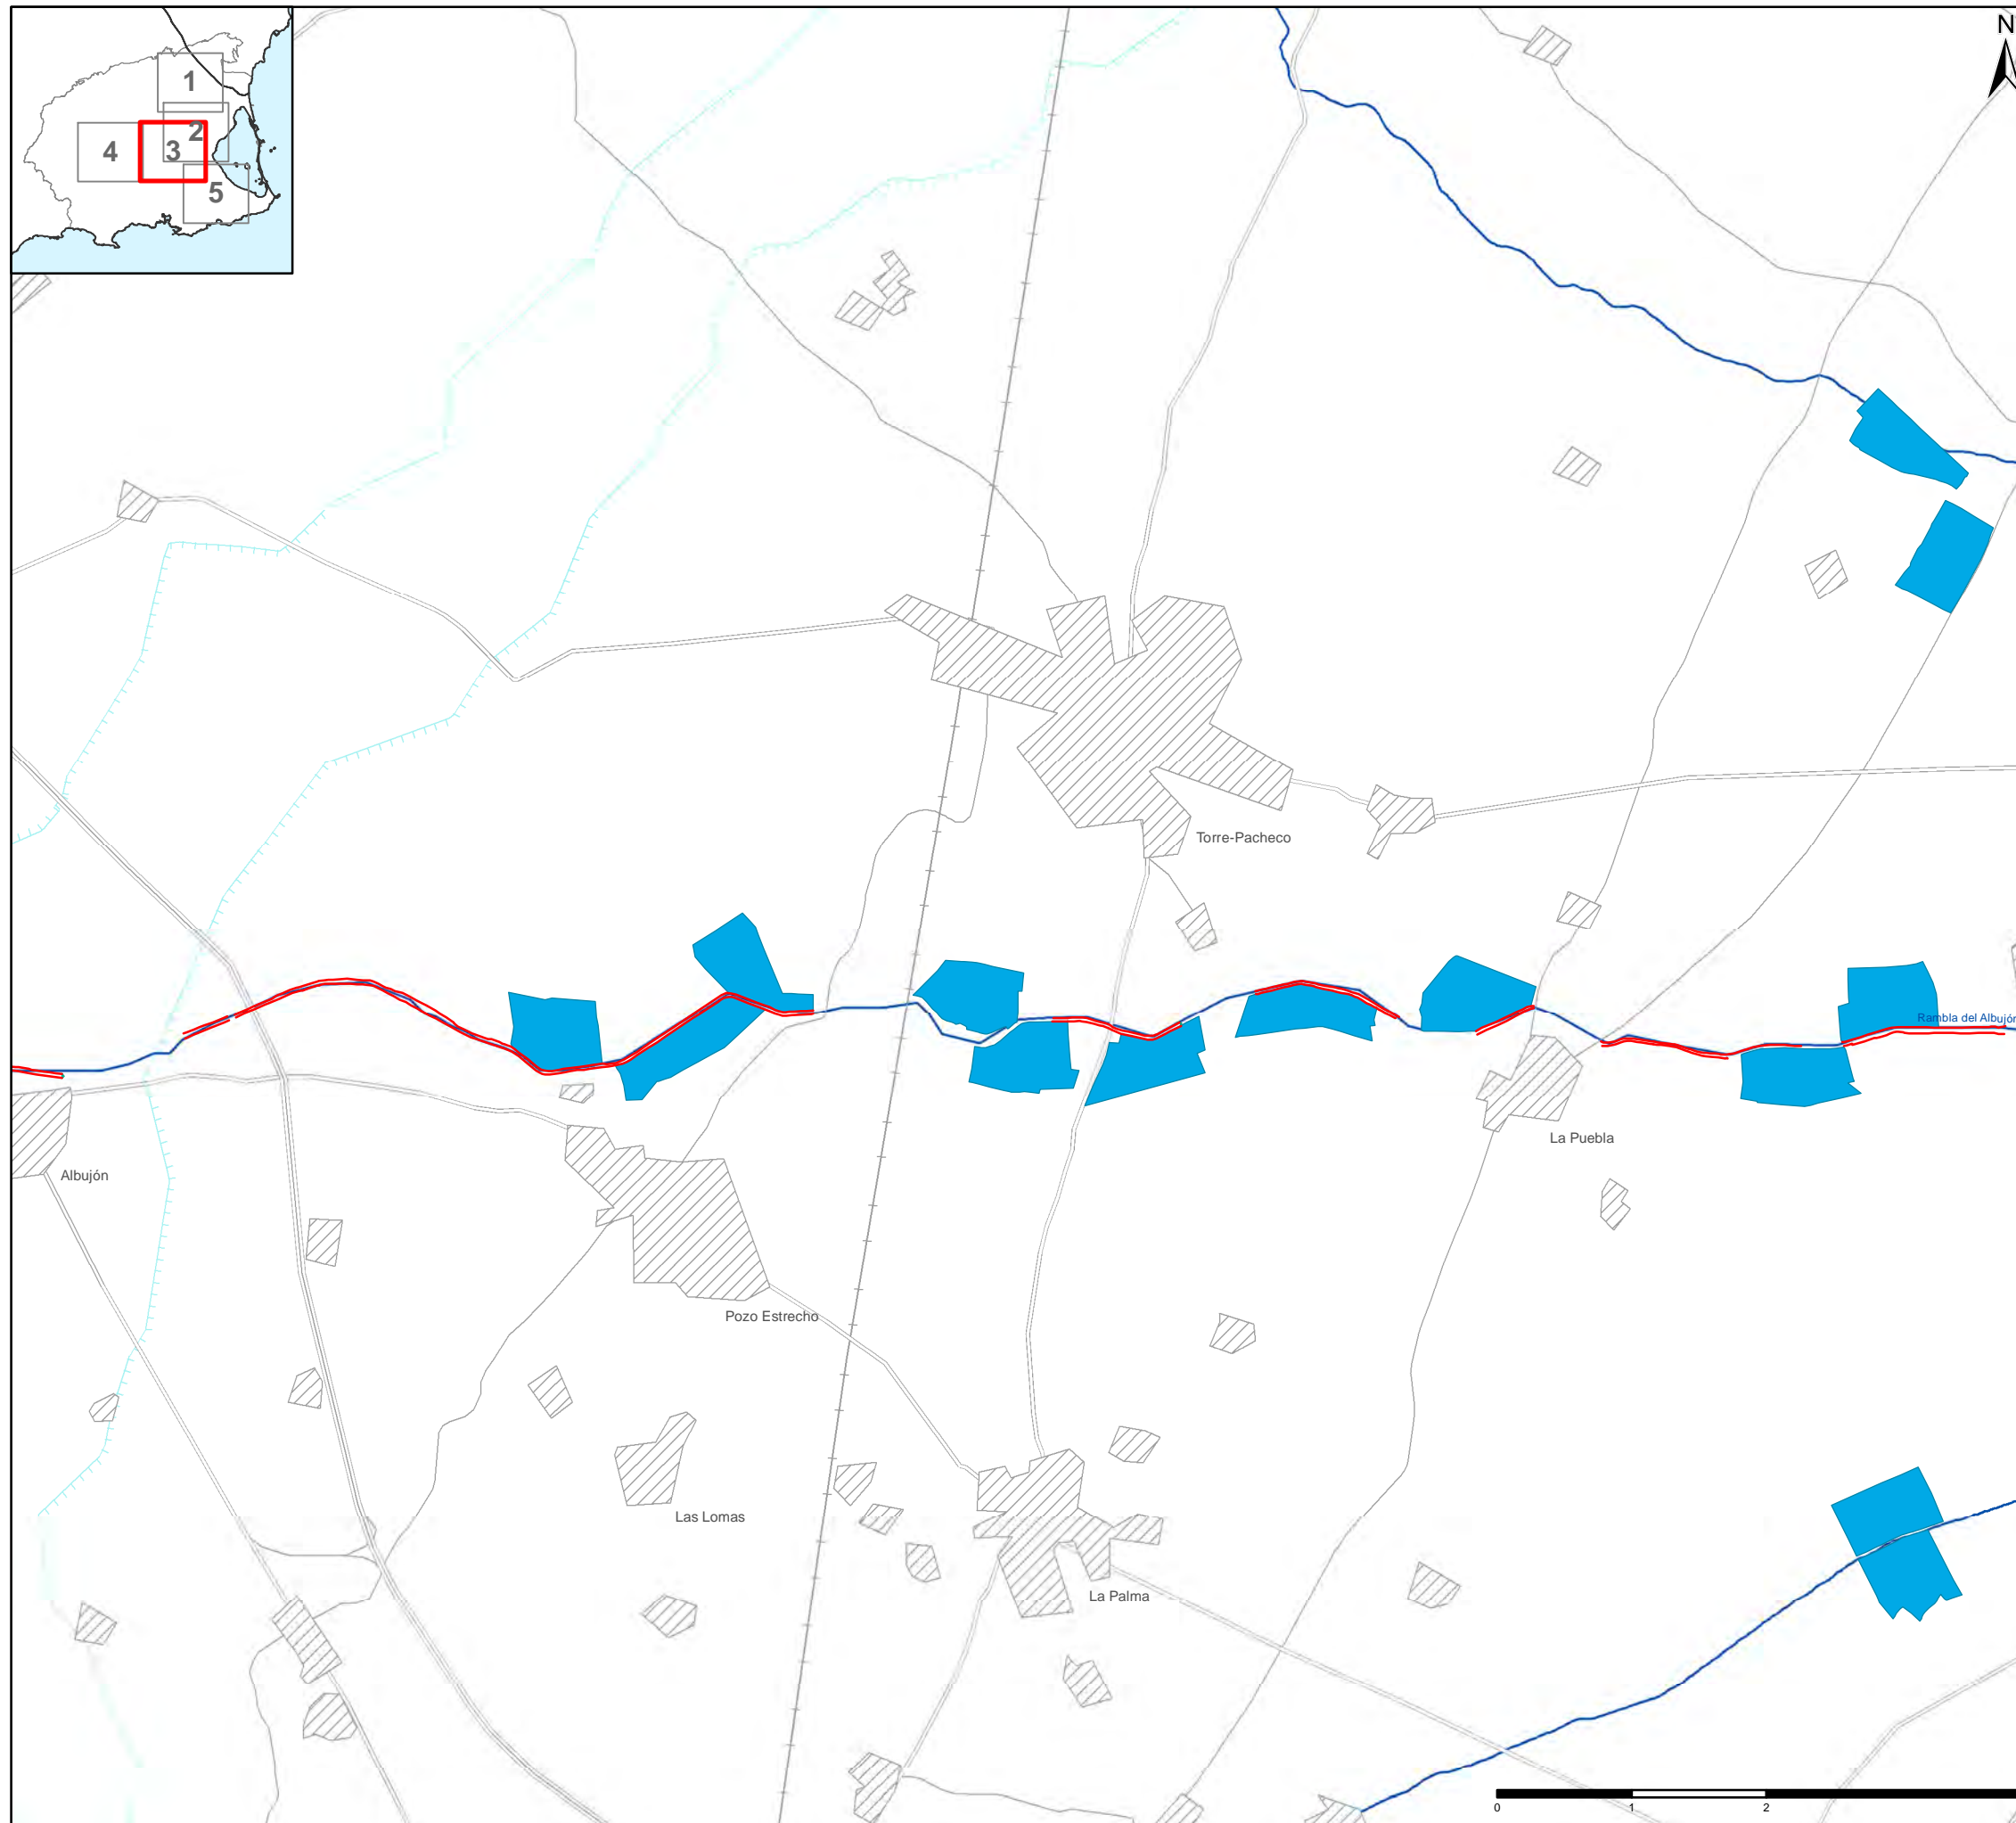 N
1
2
4
3
5
Torre-Pacheco
Rambla del Albujón
La Puebla
Albujón
Pozo Estrecho
Las Lomas
La Palma
0 1 2